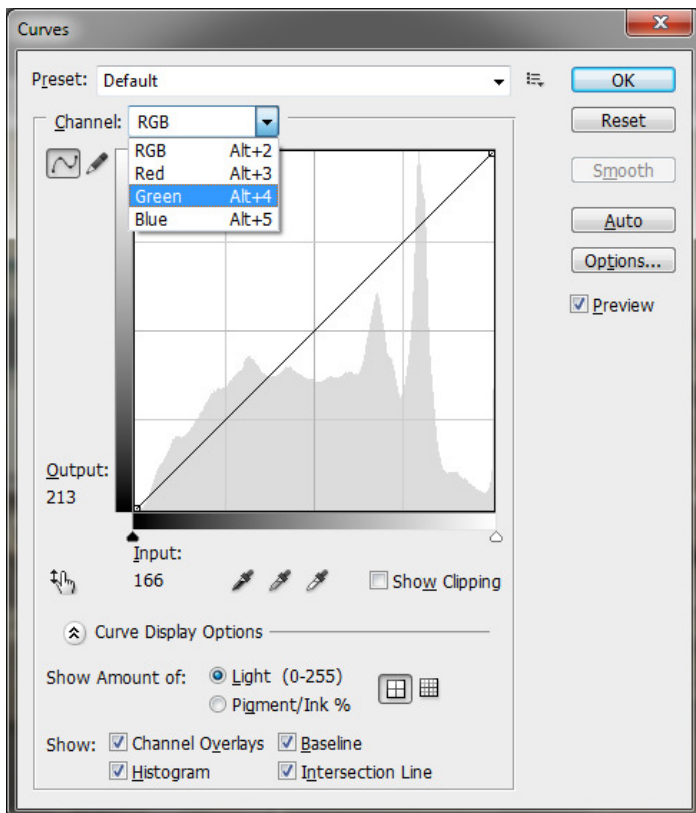 Curves
Preset: Default
OK
Channel: RGB
Reset
RGB Alt+2
Red Alt+3
Green Alt+4
Blue Alt+5
Smooth
Auto
Options...
Preview
Output:
213
Input:
166
Show Clipping
Curve Display Options
Show Amount of: Light (0-255)
Pigment/Ink %
Show: Channel Overlays Baseline
Histogram Intersection Line